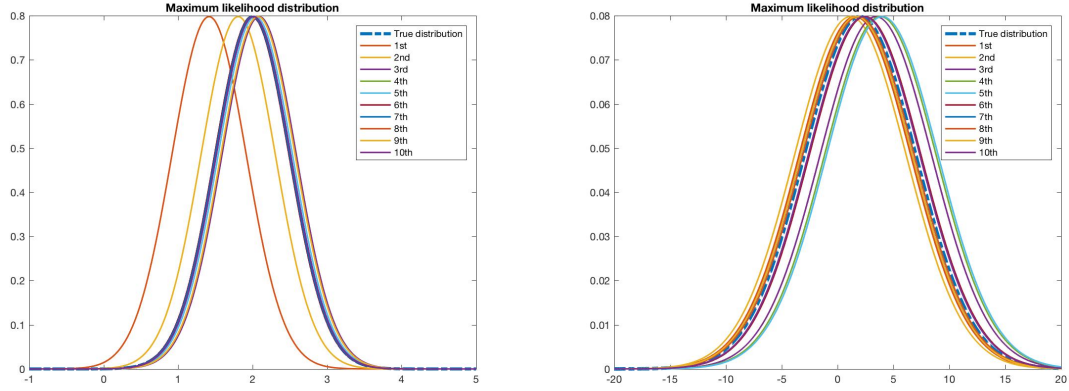 Maximum likelihood distribution
0.8
0.7
0.6
0.5
0.4
0.3
0.2
0.1
0
-1 0 1 2 3 4 5
True distribution
1st
2nd
3rd
4th
5th
6th
7th
8th
9th
10th
Maximum likelihood distribution
0.08
0.07
0.06
0.05
0.04
0.03
0.02
0.01
0
-20 -15 -10 -5 0 5 10 15 20
True distribution
1st
2nd
3rd
4th
5th
6th
7th
8th
9th
10th